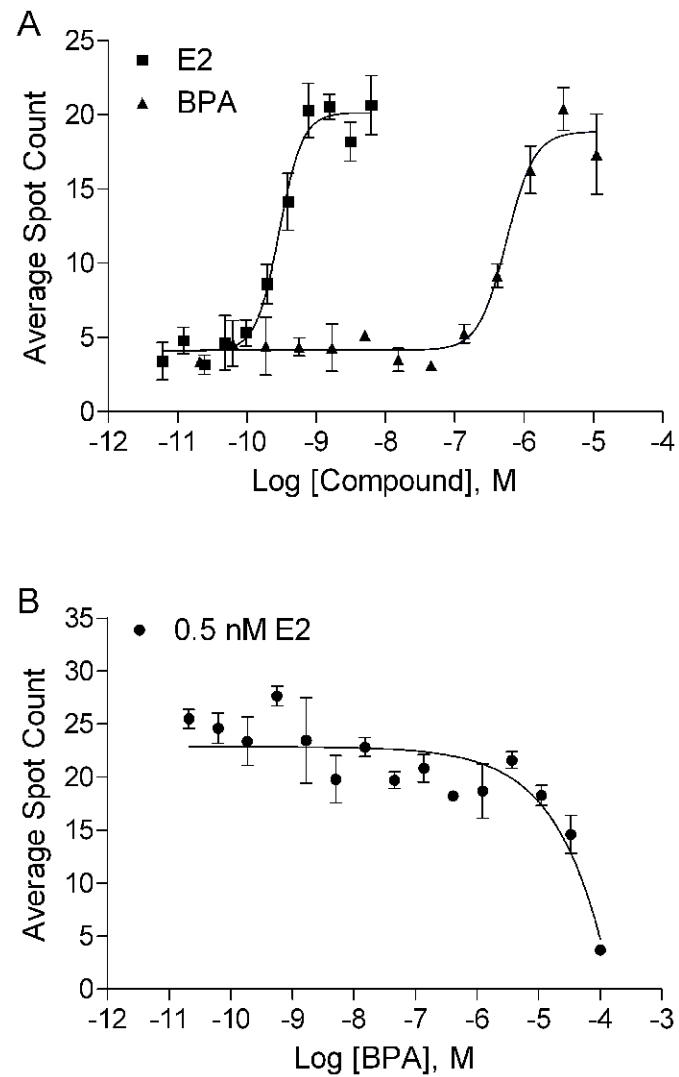 A
25
20
15
10
5
0
Average Spot Count
E2
BPA
-12 -11 -10 -9 -8 -7 -6 -5 -4
Log [Compound], M
B
35
30
25
20
15
10
5
0
Average Spot Count
0.5 nM E2
-12 -11 -10 -9 -8 -7 -6 -5 -4 -3
Log [BPA], M